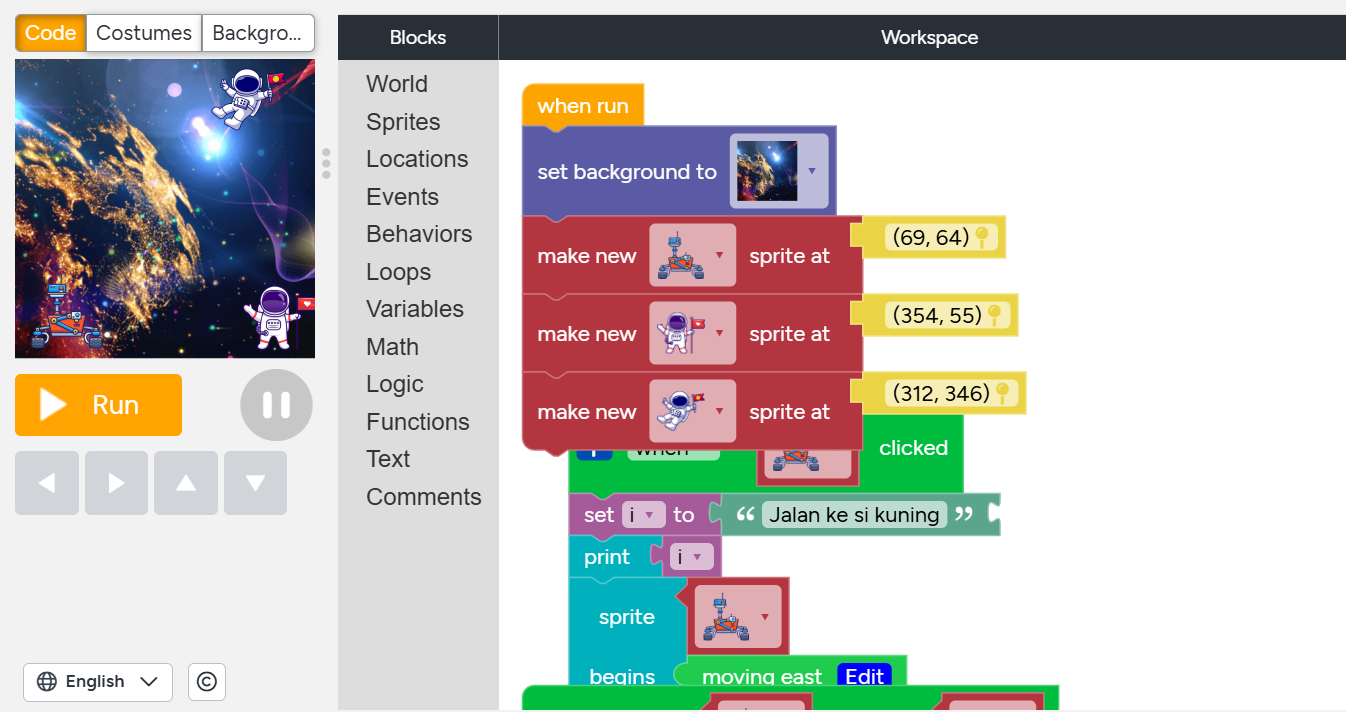 Code Costumes Backgro...
Blocks Workspace
World
Sprites
Locations
Events
Behaviors
Loops
Variables
Math
Logic
Functions
Text
Comments
when run
set background to
make new sprite at (69, 64)
make new sprite at (354, 55)
make new sprite at (312, 346)
when clicked
set i to “ Jalan ke si kuning ”
print i
sprite
begins moving east Edit
Run
English ©